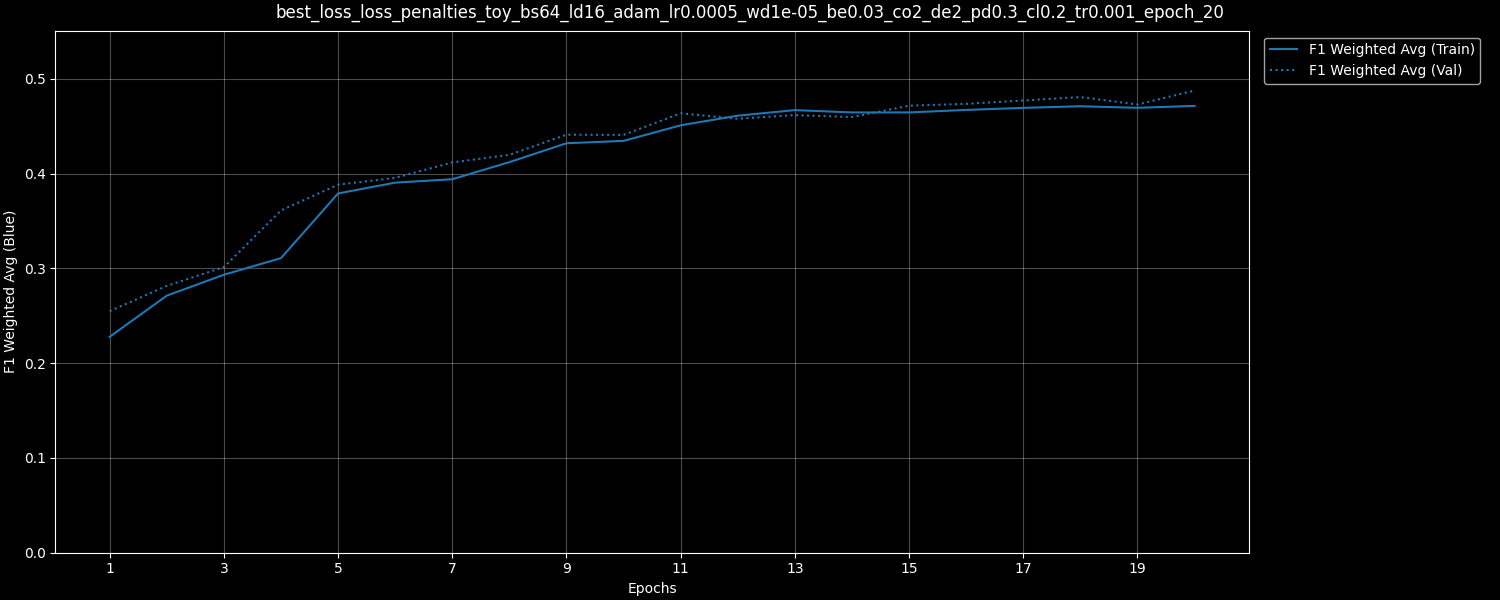 best_loss_loss_penalties_toy_bs64_ld16_adam_lr0.0005_wd1e-05_be0.03_co2_de2_pd0.3_cl0.2_tr0.001_epoch_20
F1 Weighted Avg (Train)
F1 Weighted Avg (Val)
F1 Weighted Avg (Blue)
0.5
0.4
0.3
0.2
0.1
0.0
1 3 5 7 9 11 13 15 17 19
Epochs